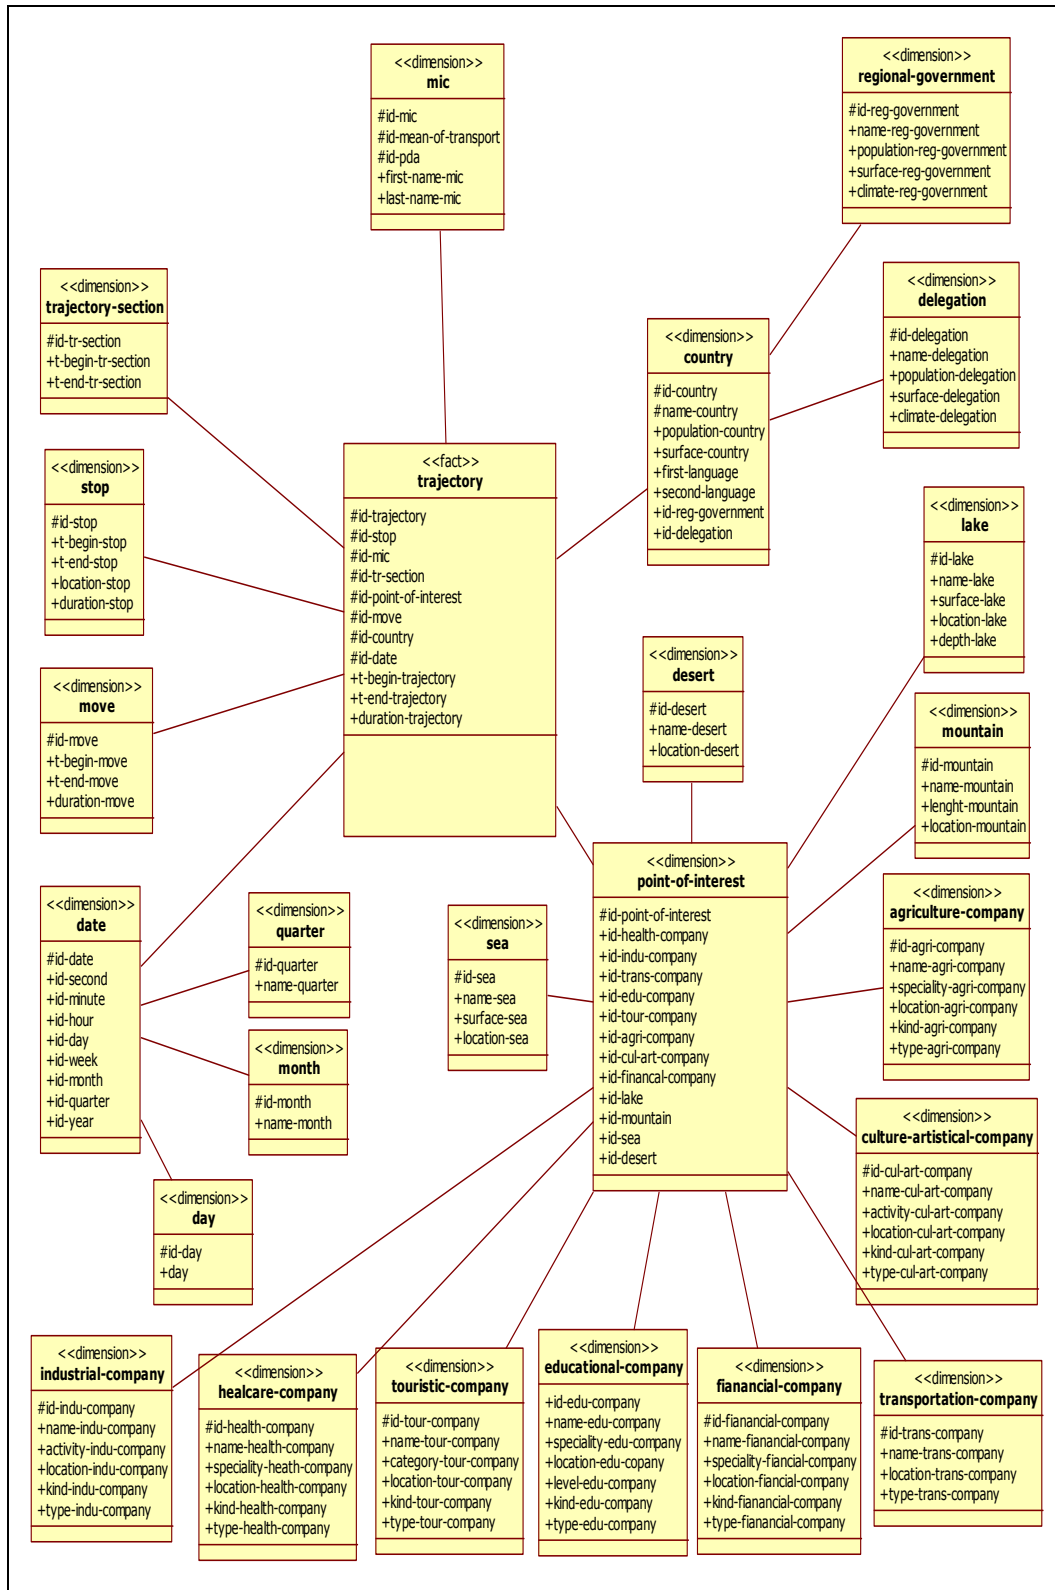 <<dimension>>
mic
#id-mic
#id-mean-of-transport
#id-pda
+first-name-mic
+last-name-mic
<<dimension>>
regional-government
#id-reg-government
+name-reg-government
+population-reg-government
+surface-reg-government
+climate-reg-government
<<dimension>>
trajectory-section
#id-tr-section
+t-begin-tr-section
+t-end-tr-section
<<dimension>>
delegation
#id-delegation
+name-delegation
+population-delegation
+surface-delegation
+climate-delegation
<<dimension>>
country
#id-country
#name-country
+population-country
+surface-country
+first-language
+second-language
+id-reg-government
+id-delegation
<<dimension>>
stop
#id-stop
+t-begin-stop
+t-end-stop
+location-stop
+duration-stop
<<fact>>
trajectory
#id-trajectory
#id-stop
#id-mic
#id-tr-section
#id-point-of-interest
#id-move
#id-country
#id-date
+t-begin-trajectory
+t-end-trajectory
+duration-trajectory
<<dimension>>
lake
#id-lake
+name-lake
+surface-lake
+location-lake
+depth-lake
<<dimension>>
desert
#id-desert
+name-desert
+location-desert
<<dimension>>
move
#id-move
+t-begin-move
+t-end-move
+duration-move
<<dimension>>
mountain
#id-mountain
+name-mountain
+lenght-mountain
+location-mountain
<<dimension>>
point-of-interest
#id-point-of-interest
+id-health-company
+id-indu-company
+id-trans-company
+id-edu-company
+id-tour-company
+id-agri-company
+id-cul-art-company
+id-financal-company
+id-lake
+id-mountain
+id-sea
+id-desert
<<dimension>>
date
#id-date
+id-second
+id-minute
+id-hour
+id-day
+id-week
+id-month
+id-quarter
+id-year
<<dimension>>
quarter
#id-quarter
+name-quarter
<<dimension>>
sea
#id-sea
+name-sea
+surface-sea
+location-sea
<<dimension>>
agriculture-company
#id-agri-company
+name-agri-company
+speciality-agri-company
+location-agri-company
+kind-agri-company
+type-agri-company
<<dimension>>
month
#id-month
+name-month
<<dimension>>
culture-artistical-company
#id-cul-art-company
+name-cul-art-company
+activity-cul-art-company
+location-cul-art-company
+kind-cul-art-company
+type-cul-art-company
<<dimension>>
day
#id-day
+day
<<dimension>>
industrial-company
#id-indu-company
+name-indu-company
+activity-indu-company
+location-indu-company
+kind-indu-company
+type-indu-company
<<dimension>>
healcare-company
#id-health-company
+name-health-company
+speciality-heath-company
+location-health-company
+kind-health-company
+type-health-company
<<dimension>>
touristic-company
#id-tour-company
+name-tour-company
+category-tour-company
+location-tour-company
+kind-tour-company
+type-tour-company
<<dimension>>
educational-company
+id-edu-company
+name-edu-company
+speciality-edu-company
+location-edu-copany
+level-edu-company
+kind-edu-company
+type-edu-company
<<dimension>>
fianancial-company
#id-fianancial-company
+name-fianancial-company
+speciality-fiancial-company
+location-fiancial-company
+kind-fianancial-company
+type-fianancial-company
<<dimension>>
transportation-company
#id-trans-company
+name-trans-company
+location-trans-company
+type-trans-company